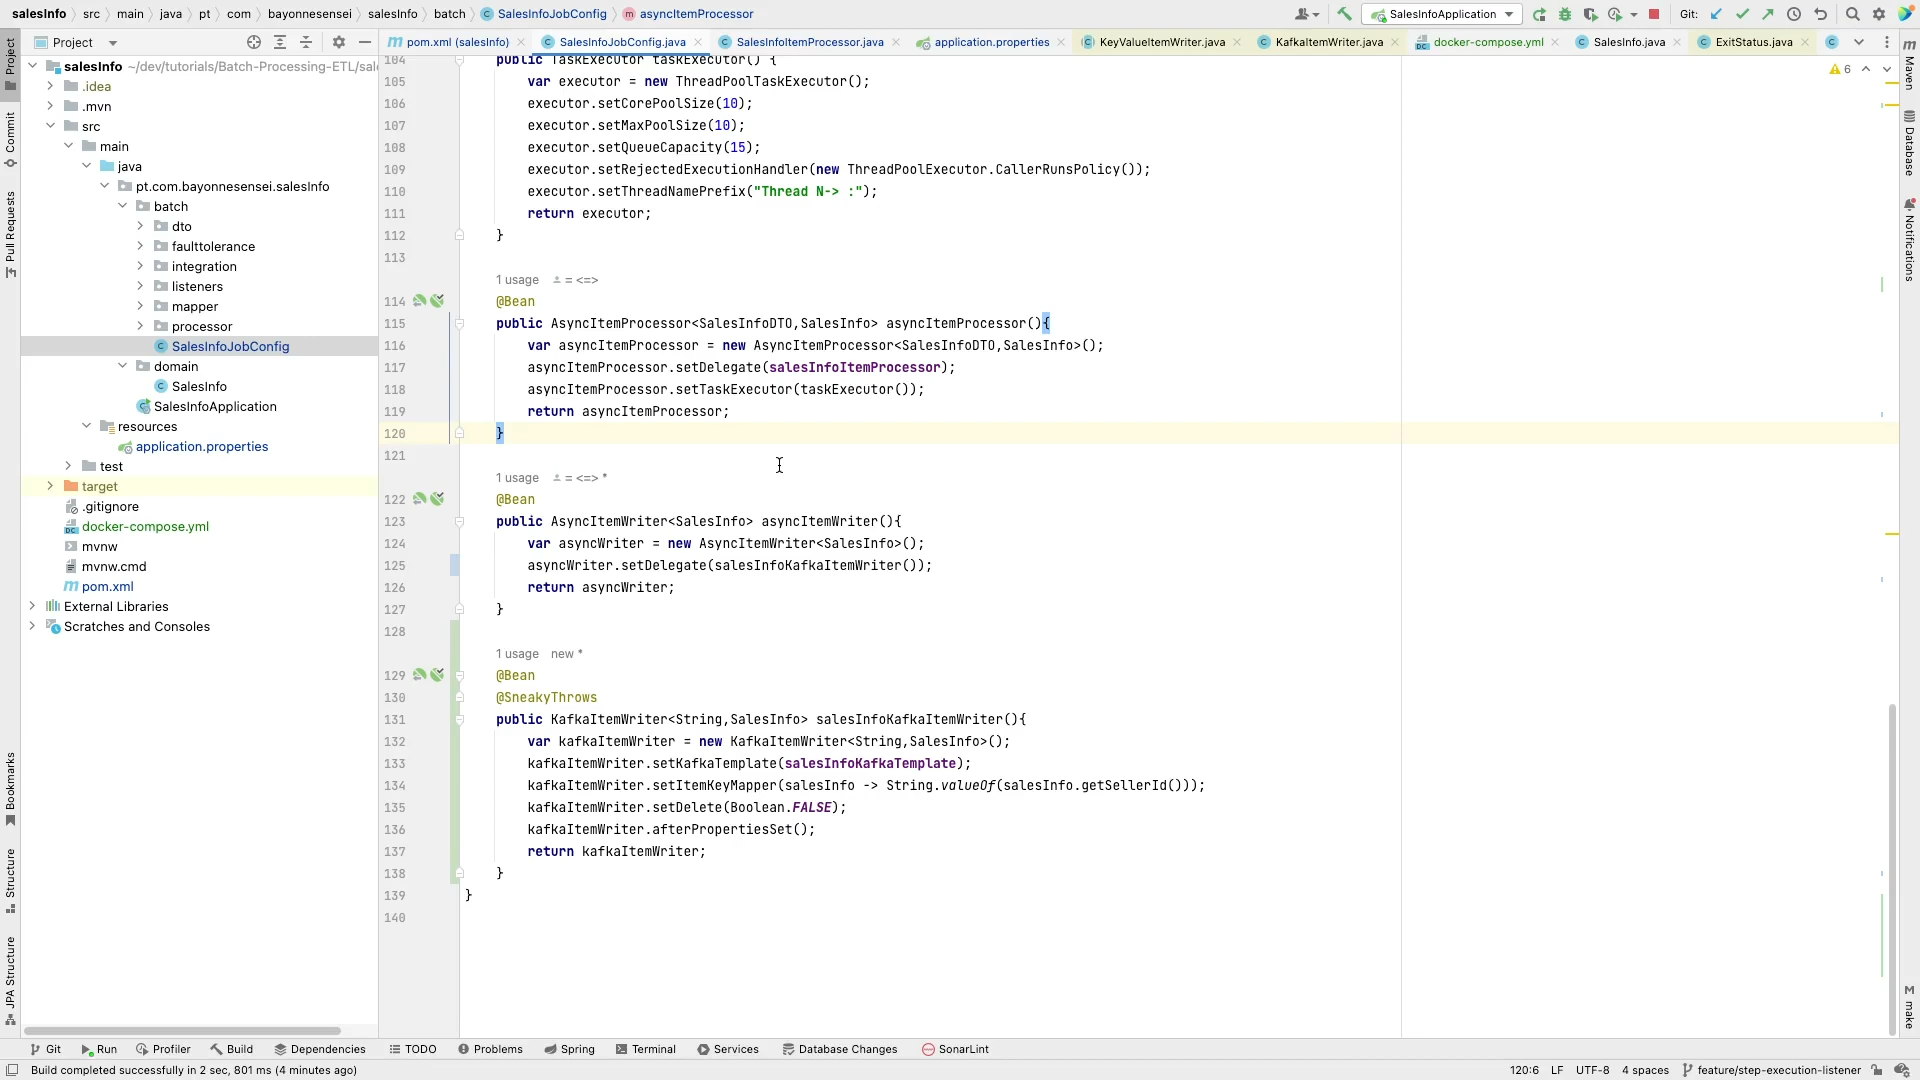 salesInfo src main java pt com bayonnesensei salesInfo batch SalesInfoJobConfig asyncItemProcessor
SalesInfoApplication
Git:
Project
pom.xml (salesInfo)
SalesInfoJobConfig.java
SalesInfoItemProcessor.java
application.properties
KeyValueItemWriter.java
KafkaItemWriter.java
docker-compose.yml
SalesInfo.java
ExitStatus.java
Project
Commit
Pull Requests
Bookmarks
Structure
JPA Structure
salesInfo ~/dev/tutorials/Batch-Processing-ETL/sal
.idea
.mvn
src
main
java
pt.com.bayonnesensei.salesInfo
batch
dto
faulttolerance
integration
listeners
mapper
processor
SalesInfoJobConfig
domain
SalesInfo
SalesInfoApplication
resources
application.properties
test
target
.gitignore
docker-compose.yml
mvnw
mvnw.cmd
pom.xml
External Libraries
Scratches and Consoles
6
104 public TaskExecutor taskExecutor() {
105 var executor = new ThreadPoolTaskExecutor();
106 executor.setCorePoolSize(10);
107 executor.setMaxPoolSize(10);
108 executor.setQueueCapacity(15);
109 executor.setRejectedExecutionHandler(new ThreadPoolExecutor.CallerRunsPolicy());
110 executor.setThreadNamePrefix("Thread N-> :");
111 return executor;
112 }
113
1 usage = <=>
114 @Bean
115 public AsyncItemProcessor<SalesInfoDTO,SalesInfo> asyncItemProcessor(){
116 var asyncItemProcessor = new AsyncItemProcessor<SalesInfoDTO,SalesInfo>();
117 asyncItemProcessor.setDelegate(salesInfoItemProcessor);
118 asyncItemProcessor.setTaskExecutor(taskExecutor());
119 return asyncItemProcessor;
120 }
121
1 usage = <=> *
122 @Bean
123 public AsyncItemWriter<SalesInfo> asyncItemWriter(){
124 var asyncWriter = new AsyncItemWriter<SalesInfo>();
125 asyncWriter.setDelegate(salesInfoKafkaItemWriter());
126 return asyncWriter;
127 }
128
1 usage new *
129 @Bean
130 @SneakyThrows
131 public KafkaItemWriter<String,SalesInfo> salesInfoKafkaItemWriter(){
132 var kafkaItemWriter = new KafkaItemWriter<String,SalesInfo>();
133 kafkaItemWriter.setKafkaTemplate(salesInfoKafkaTemplate);
134 kafkaItemWriter.setItemKeyMapper(salesInfo -> String.valueOf(salesInfo.getSellerId()));
135 kafkaItemWriter.setDelete(Boolean.FALSE);
136 kafkaItemWriter.afterPropertiesSet();
137 return kafkaItemWriter;
138 }
139 }
140
Maven
Database
Notifications
make
Git Run Profiler Build Dependencies TODO Problems Spring Terminal Services Database Changes SonarLint
Build completed successfully in 2 sec, 801 ms (4 minutes ago)
120:6 LF UTF-8 4 spaces feature/step-execution-listener